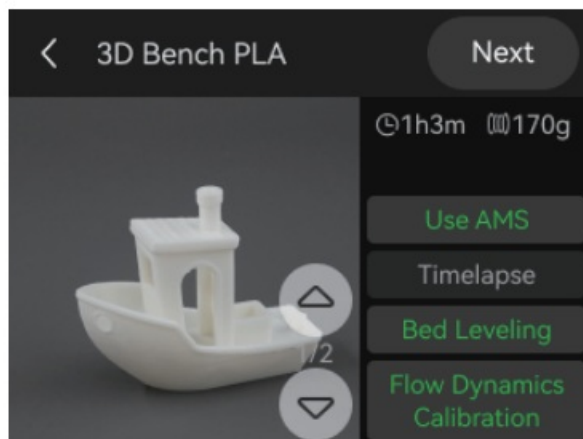 3D Bench PLA
Next
1h3m 170g
Use AMS
Timelapse
1/2
Bed Leveling
Flow Dynamics
Calibration